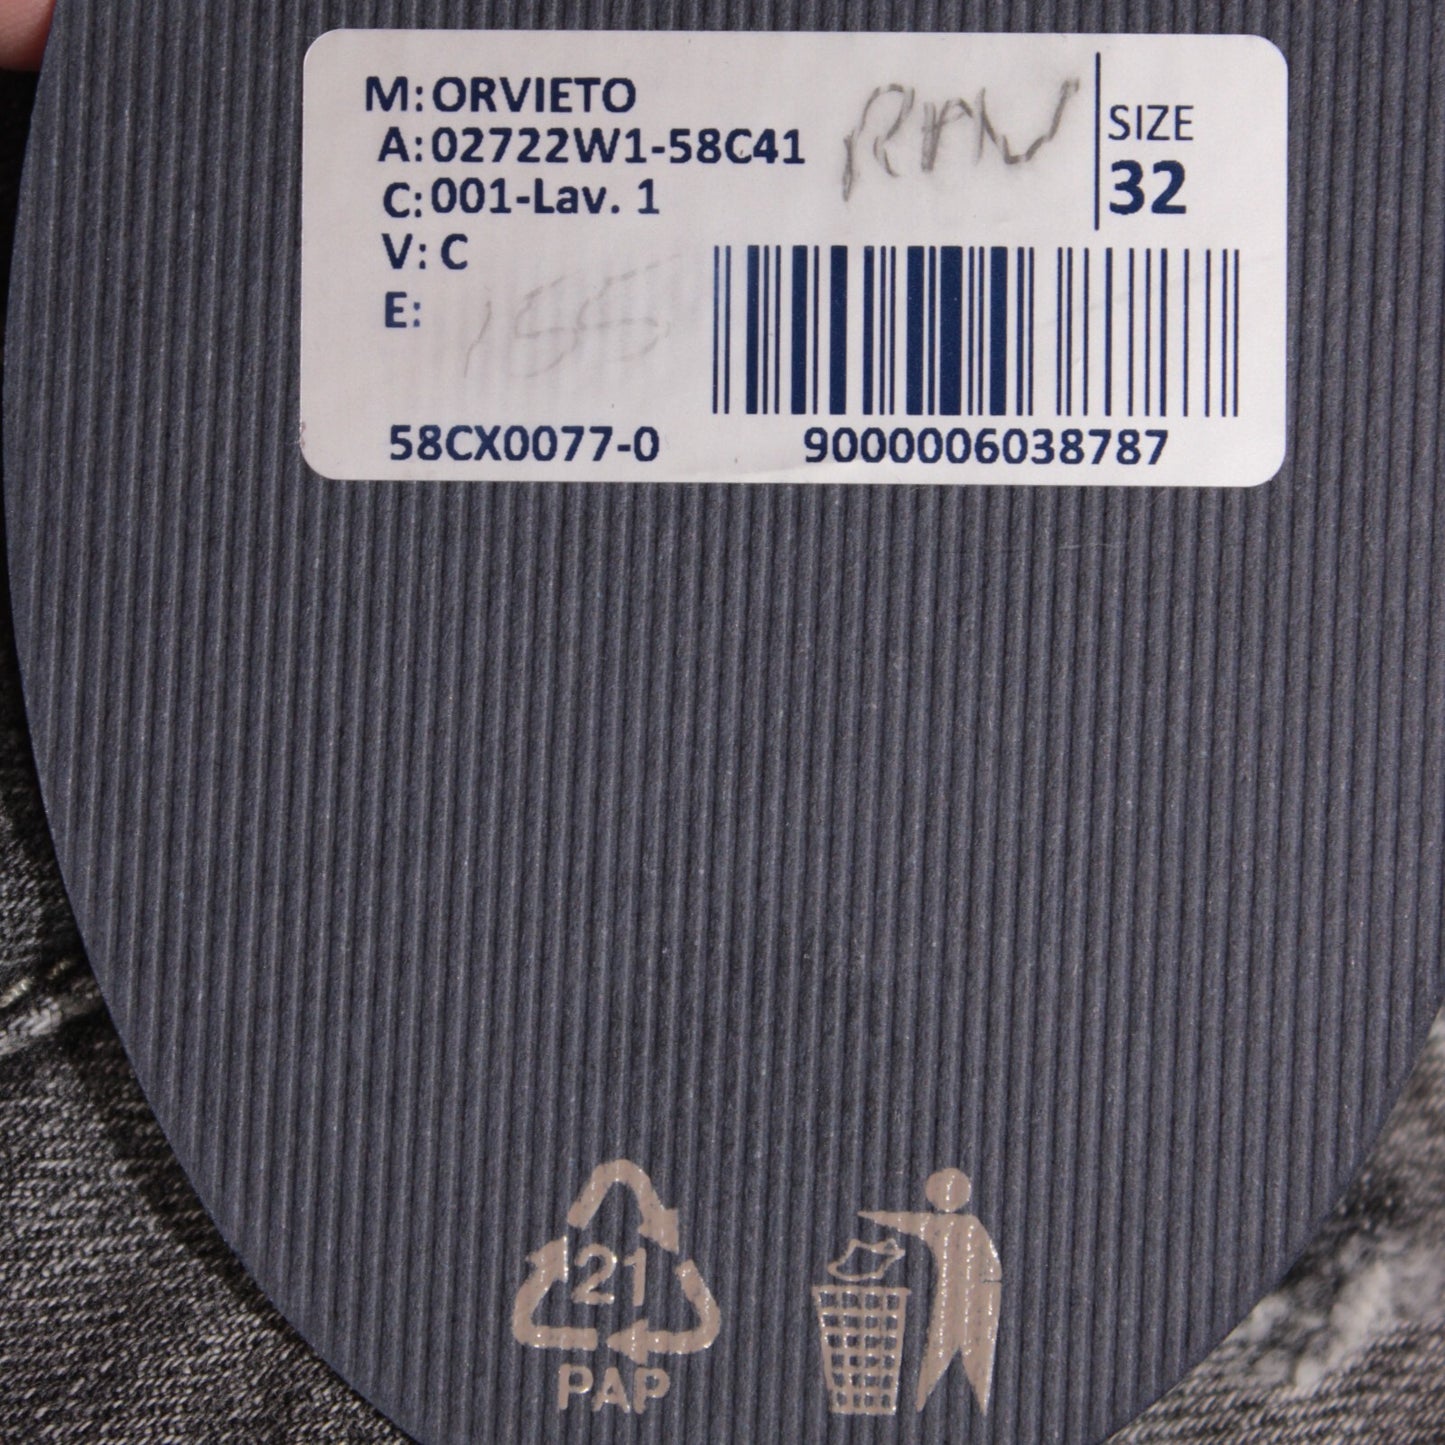 M: ORVIETO
A: 02722W1-58C41
C: 001-Lav. 1
V: C
E:
SIZE
32
58CX0077-0
9000006038787
21
PAP